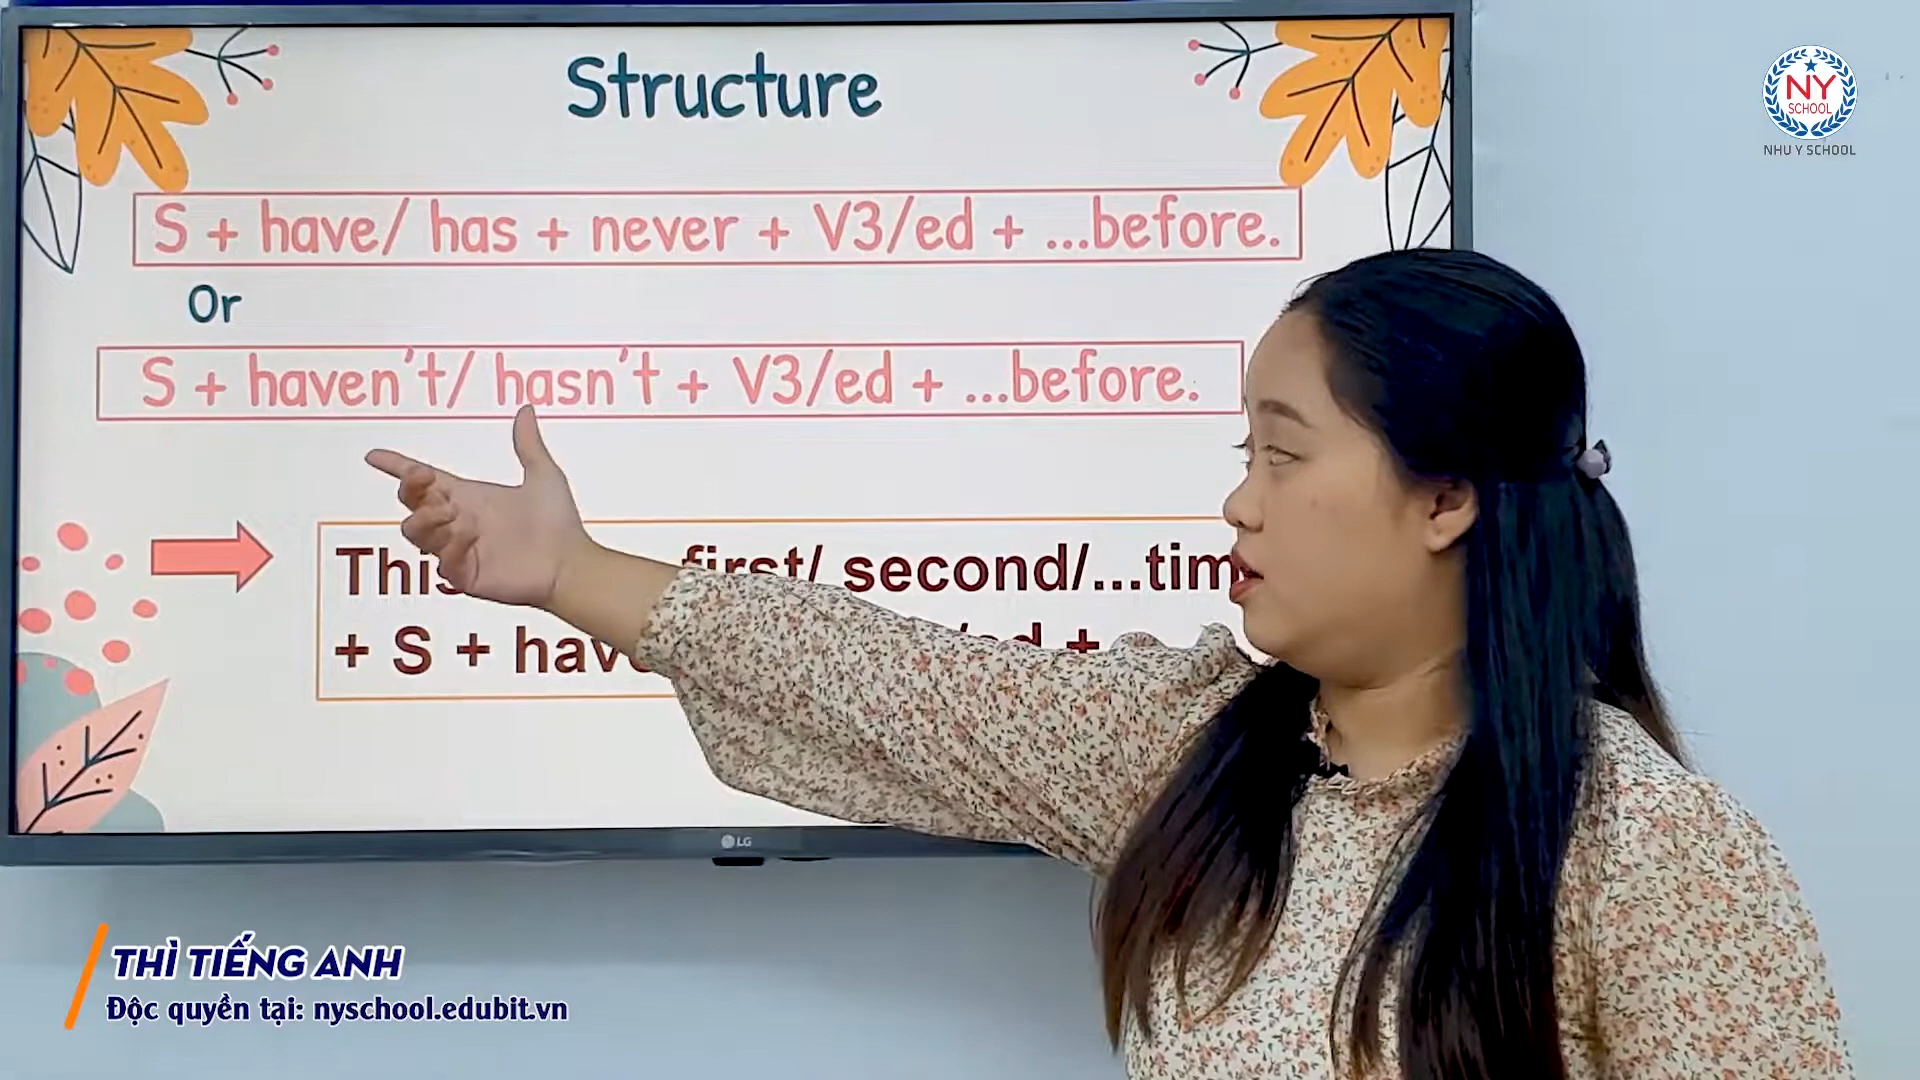 Structure
NY
SCHOOL
NHU Y SCHOOL
S + have/ has + never + V3/ed + ...before.
Or
S + haven't/ hasn't + V3/ed + ...before.
first/ second/...tim
+ S + hav
+
LG
THÌ TIẾNG ANH
Độc quyền tại: nyschool.edubit.vn